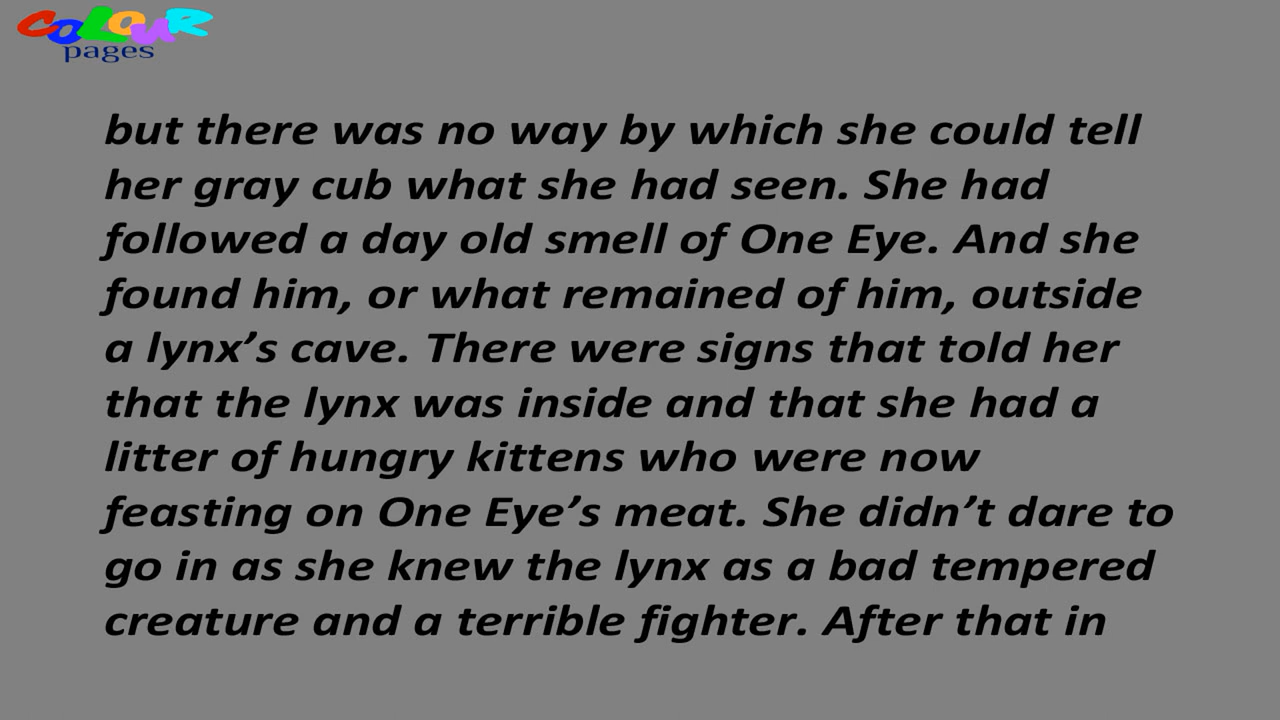 COLOUR
pages
but there was no way by which she could tell
her gray cub what she had seen. She had
followed a day old smell of One Eye. And she
found him, or what remained of him, outside
a lynx’s cave. There were signs that told her
that the lynx was inside and that she had a
litter of hungry kittens who were now
feasting on One Eye’s meat. She didn’t dare to
go in as she knew the lynx as a bad tempered
creature and a terrible fighter. After that in